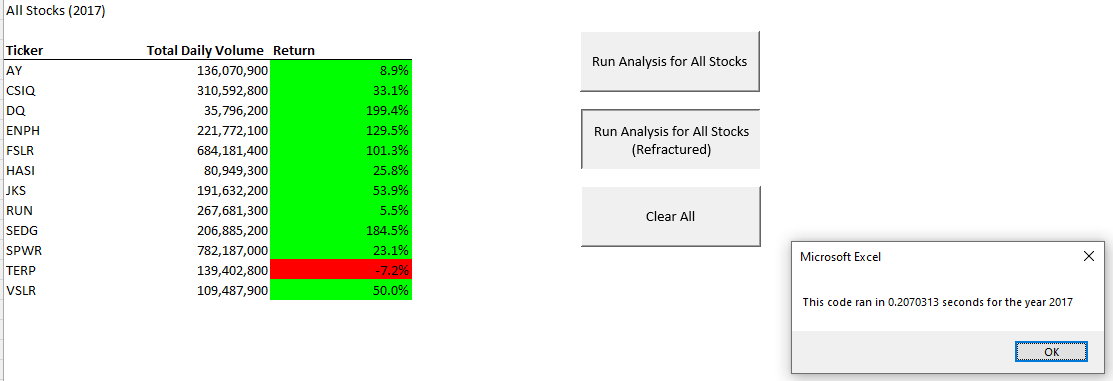 All Stocks (2017)
Ticker Total Daily Volume Return
AY 136,070,900 8.9%
CSIQ 310,592,800 33.1%
DQ 35,796,200 199.4%
ENPH 221,772,100 129.5%
FSLR 684,181,400 101.3%
HASI 80,949,300 25.8%
JKS 191,632,200 53.9%
RUN 267,681,300 5.5%
SEDG 206,885,200 184.5%
SPWR 782,187,000 23.1%
TERP 139,402,800 -7.2%
VSLR 109,487,900 50.0%
Run Analysis for All Stocks
Run Analysis for All Stocks
(Refractured)
Clear All
Microsoft Excel
This code ran in 0.2070313 seconds for the year 2017
OK